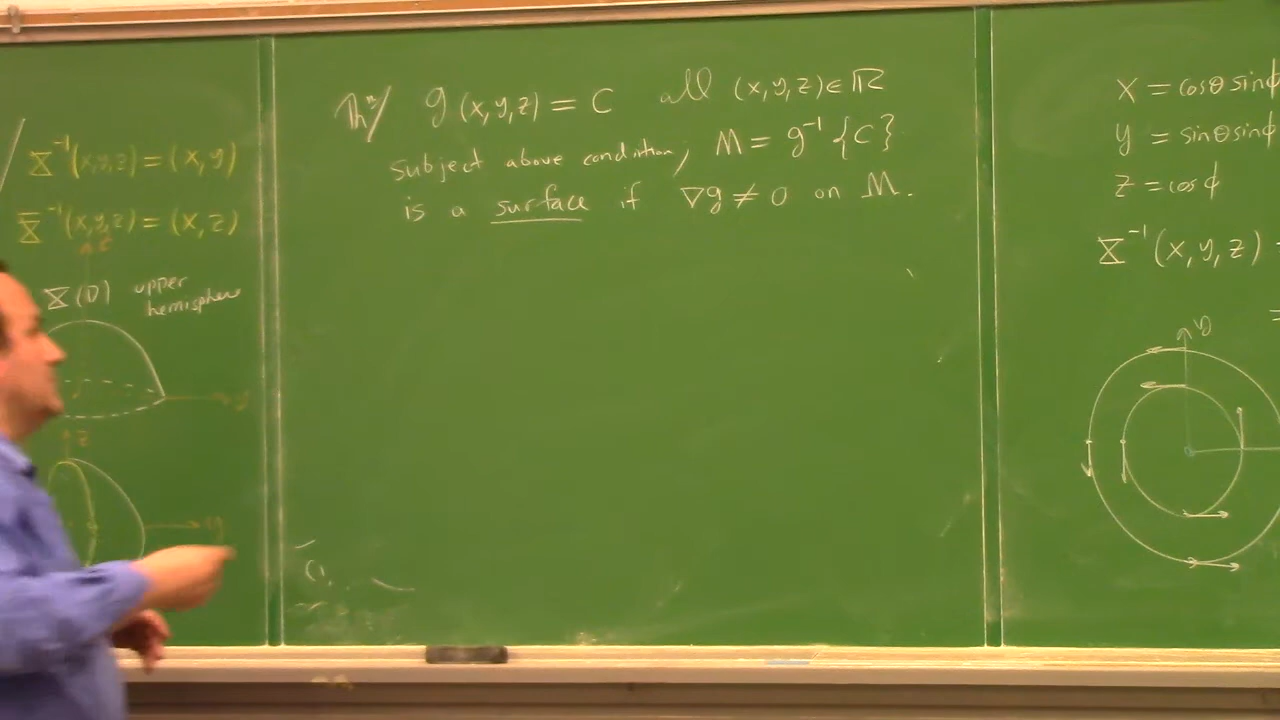 X⁻¹(x,y,z) = (x,y)
X⁻¹(x,y,z) = (x,z)
z
X(D) upper
hemisphere
y
z
y
Thm/ g(x,y,z) = C all (x,y,z) ∈ ℝ
subject above condition, M = g⁻¹{C}
is a surface if ∇g ≠ 0 on M.
x = cosθ sinϕ
y = sinθ sinϕ
z = cosϕ
X⁻¹(x,y,z) =
=